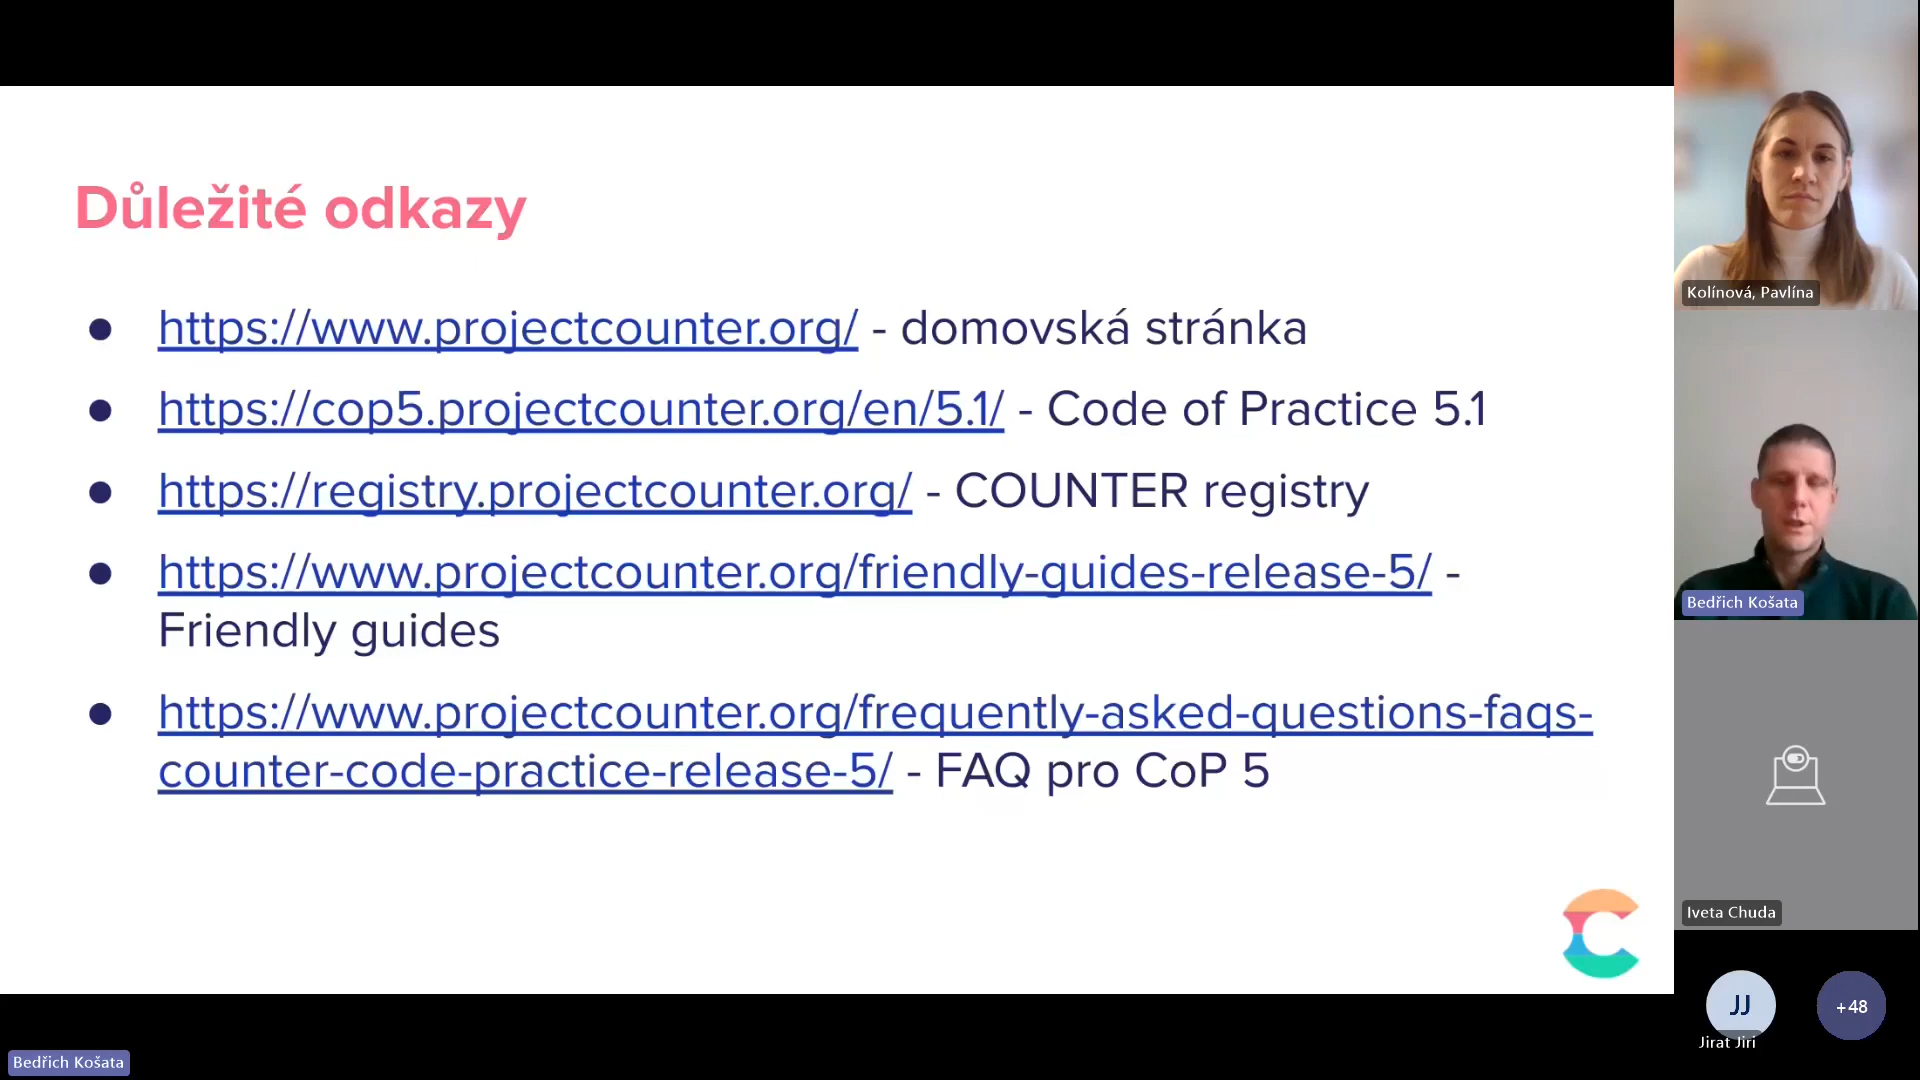 Důležité odkazy
● https://www.projectcounter.org/ - domovská stránka
● https://cop5.projectcounter.org/en/5.1/ - Code of Practice 5.1
● https://registry.projectcounter.org/ - COUNTER registry
● https://www.projectcounter.org/friendly-guides-release-5/ -
Friendly guides
● https://www.projectcounter.org/frequently-asked-questions-faqs-
counter-code-practice-release-5/ - FAQ pro CoP 5
Kolínová, Pavlína
Bedřich Košata
Iveta Chuda
JJ
Jirat Jiri
+48
Bedřich Košata